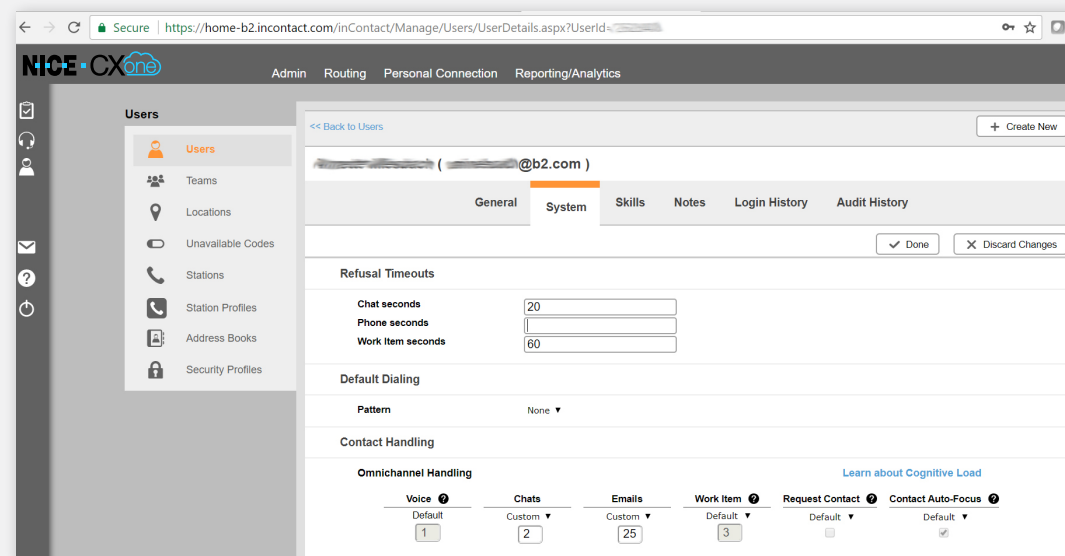 Secure https://home-b2.incontact.com/inContact/Manage/Users/UserDetails.aspx?UserId=
NICE CXone
Admin Routing Personal Connection Reporting/Analytics
Users
Users
Teams
Locations
Unavailable Codes
Stations
Station Profiles
Address Books
Security Profiles
<< Back to Users
+ Create New
( @b2.com )
General System Skills Notes Login History Audit History
Done Discard Changes
Refusal Timeouts
Chat seconds 20
Phone seconds
Work Item seconds 60
Default Dialing
Pattern None ▼
Contact Handling
Omnichannel Handling Learn about Cognitive Load
Voice ? Chats Emails Work Item ? Request Contact ? Contact Auto-Focus ?
Default Custom ▼ Custom ▼ Default ▼ Default ▼ Default ▼
1 2 25 3
?